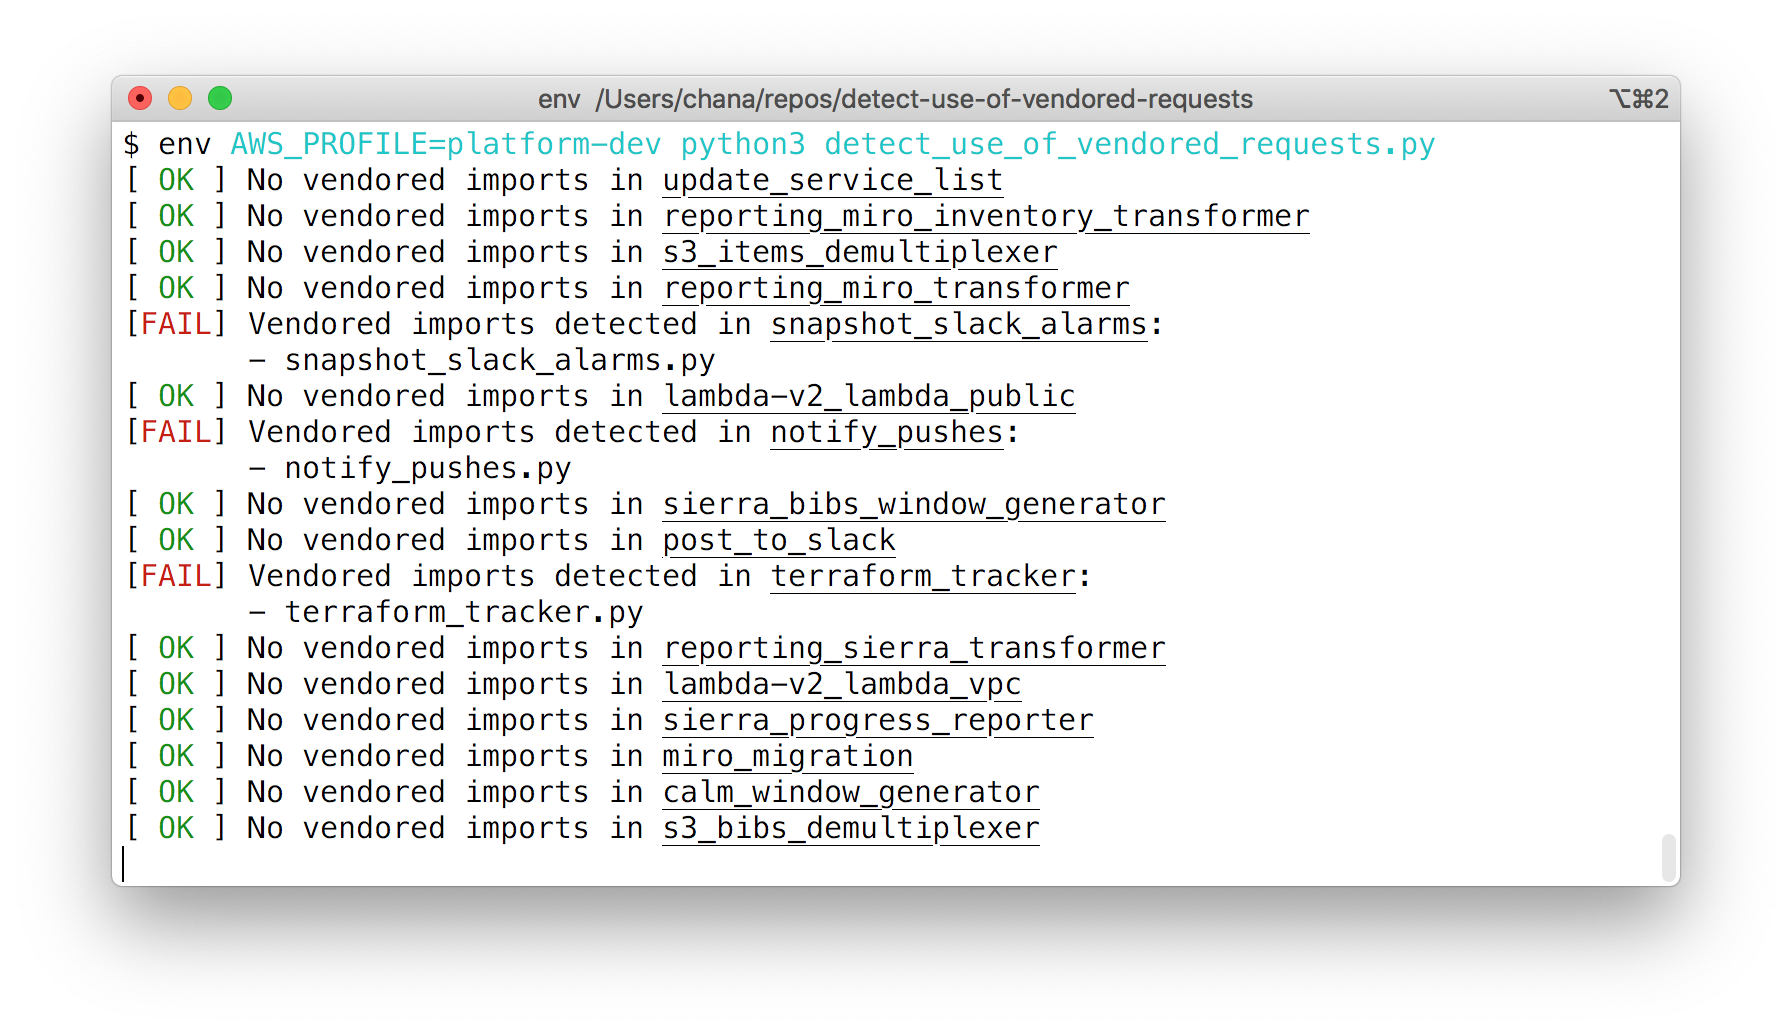 env /Users/chana/repos/detect-use-of-vendored-requests ⌥⌘2
$ env AWS_PROFILE=platform-dev python3 detect_use_of_vendored_requests.py
[ OK ] No vendored imports in update_service_list
[ OK ] No vendored imports in reporting_miro_inventory_transformer
[ OK ] No vendored imports in s3_items_demultiplexer
[ OK ] No vendored imports in reporting_miro_transformer
[FAIL] Vendored imports detected in snapshot_slack_alarms:
- snapshot_slack_alarms.py
[ OK ] No vendored imports in lambda-v2_lambda_public
[FAIL] Vendored imports detected in notify_pushes:
- notify_pushes.py
[ OK ] No vendored imports in sierra_bibs_window_generator
[ OK ] No vendored imports in post_to_slack
[FAIL] Vendored imports detected in terraform_tracker:
- terraform_tracker.py
[ OK ] No vendored imports in reporting_sierra_transformer
[ OK ] No vendored imports in lambda-v2_lambda_vpc
[ OK ] No vendored imports in sierra_progress_reporter
[ OK ] No vendored imports in miro_migration
[ OK ] No vendored imports in calm_window_generator
[ OK ] No vendored imports in s3_bibs_demultiplexer